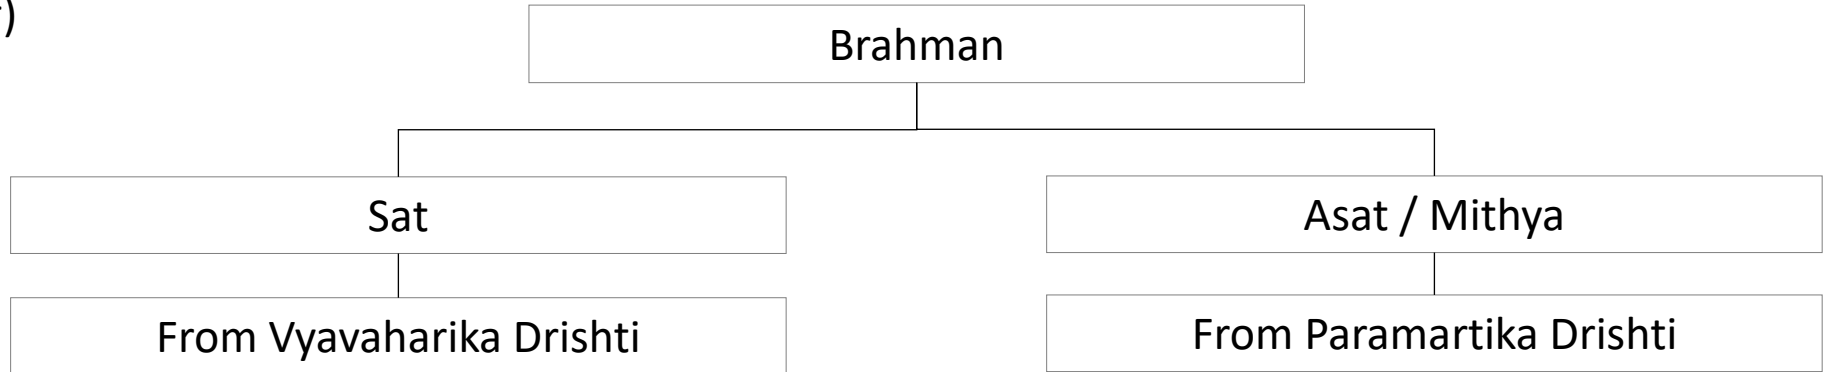 Brahman
Sat
Asat / Mithya
From Vyavaharika Drishti
From Paramartika Drishti